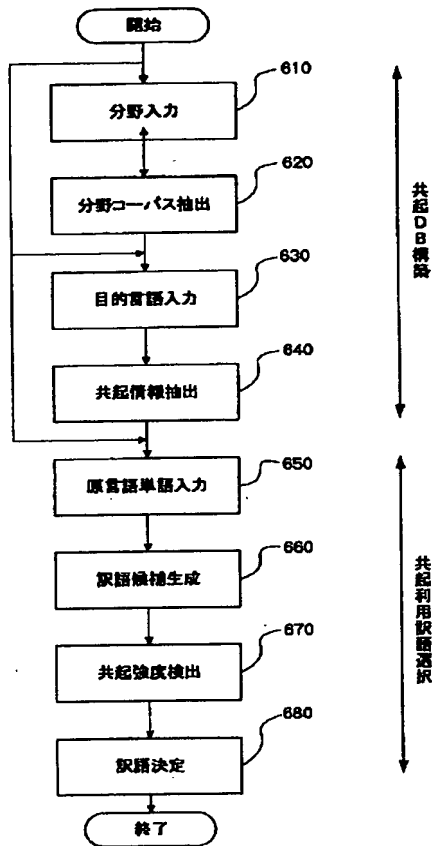 開始
610
分野入力
620
分野コーパス抽出
630
目的言語入力
640
共起情報抽出
共起DB構築
650
原言語単語入力
660
訳語候補生成
670
共起強度検出
680
訳語決定
共起利用訳語選択
終了